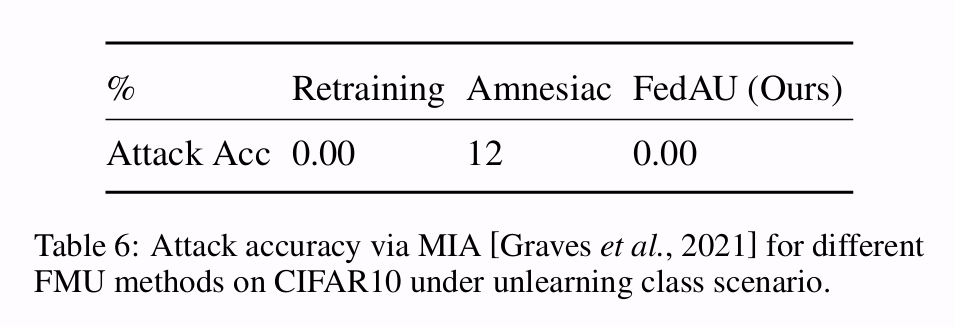 % Retraining Amnesiac FedAU (Ours)
Attack Acc 0.00 12 0.00
Table 6: Attack accuracy via MIA [Graves et al., 2021] for different
FMU methods on CIFAR10 under unlearning class scenario.